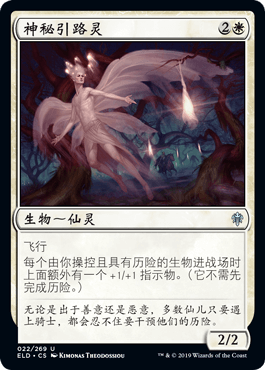 神秘引路灵 2
生物～仙灵
飞行
每个由你操控且具有历险的生物进战场时
上面额外有一个 +1/+1 指示物。（它不需先
完成历险。）
无论是出于善意还是恶意，多数仙儿只要遇
上骑士，都会忍不住要干预他们的历险。
2/2
022/269 U
ELD • CS KIMONAS THEODOSSIOU
™ & © 2019 Wizards of the Coast